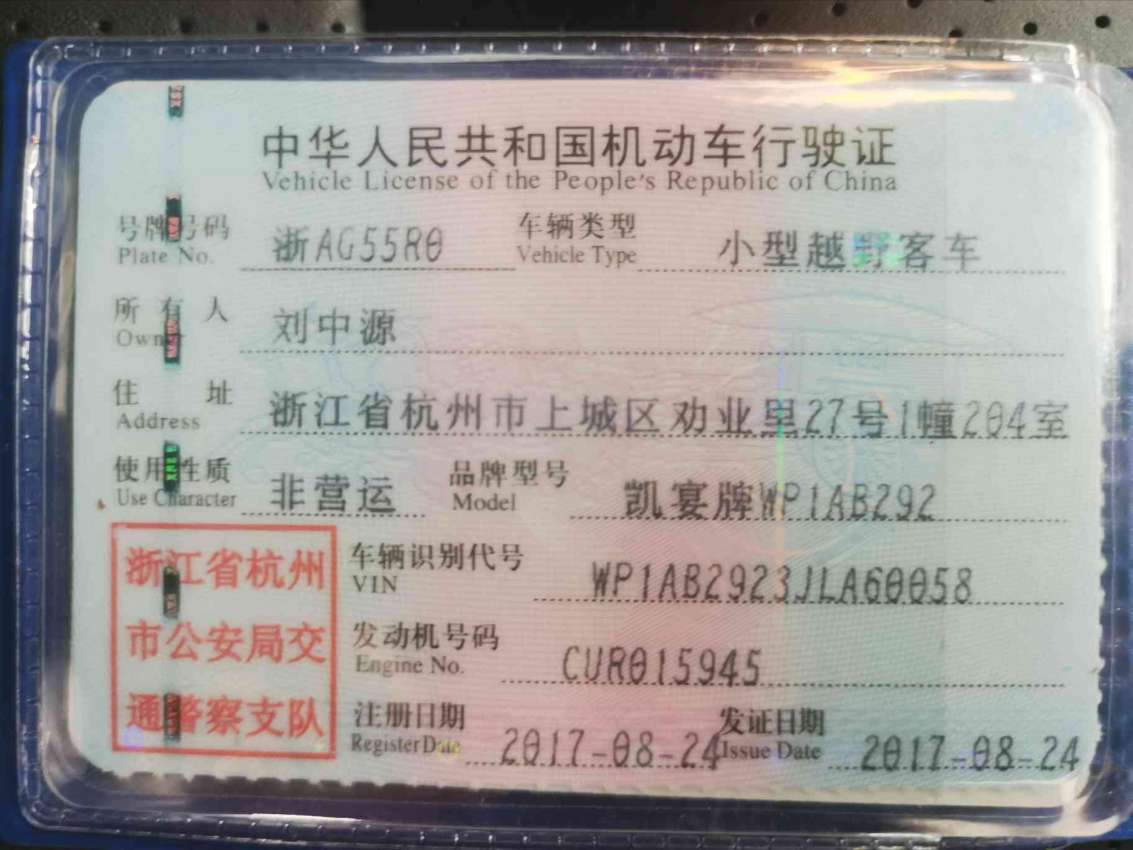 中华人民共和国机动车行驶证
Vehicle License of the People's Republic of China
号牌号码 浙AG55R0 车辆类型 小型越野客车
Plate No. Vehicle Type
所有人 刘中源
Owner
住址 浙江省杭州市上城区劝业里27号1幢204室
Address
使用性质 非营运 品牌型号 凯宴牌WP1AB292
Use Character Model
浙江省杭州
市公安局交
通警察支队
车辆识别代号 WP1AB2923JLA60058
VIN
发动机号码 CUR015945
Engine No.
注册日期 2017-08-24 发证日期 2017-08-24
Register Date Issue Date